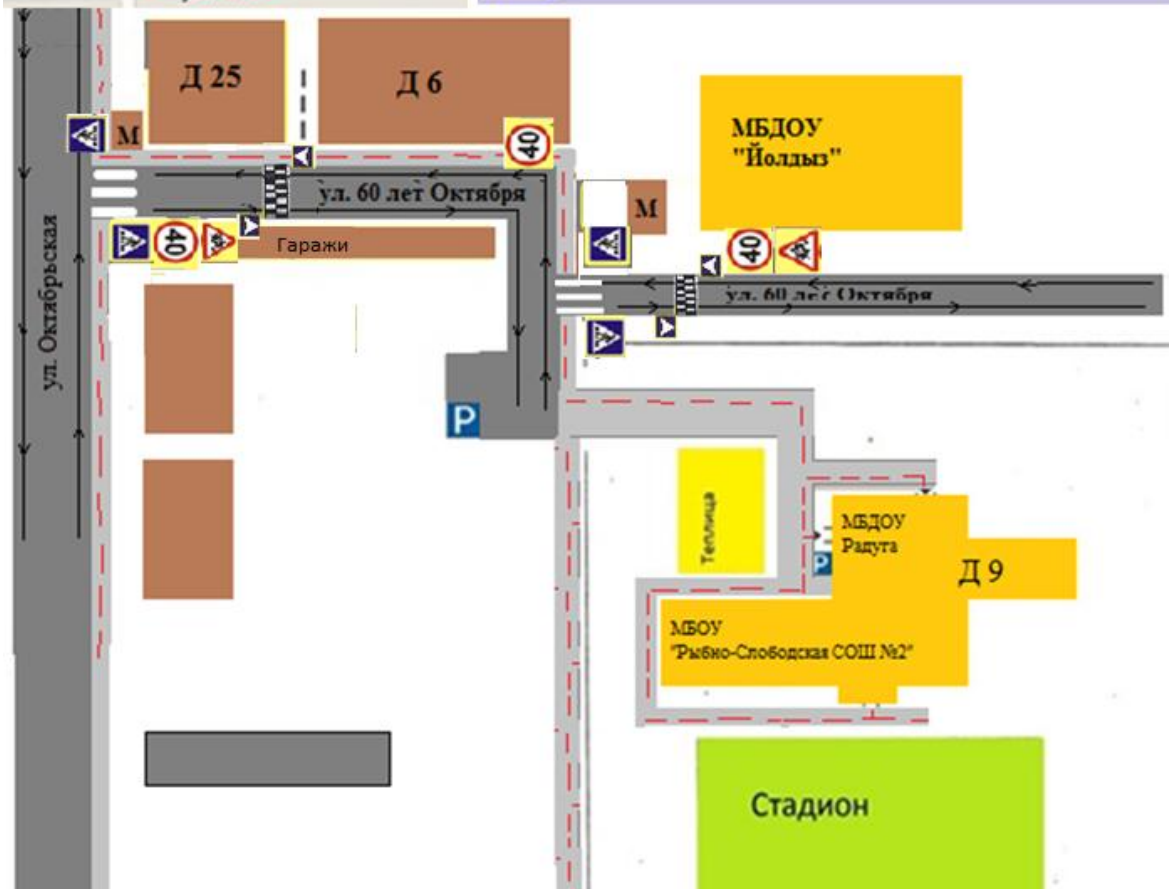 Д 25
Д 6
40
МБДОУ
"Йолдыз"
М
ул. 60 лет Октября
М
40
Гаражи
40
ул. Октябрьская
ул. 60 лет Октября
P
Теплица
МБДОУ
Радуга
P
Д 9
МБОУ
"Рыбно-Слободская СОШ №2"
Стадион